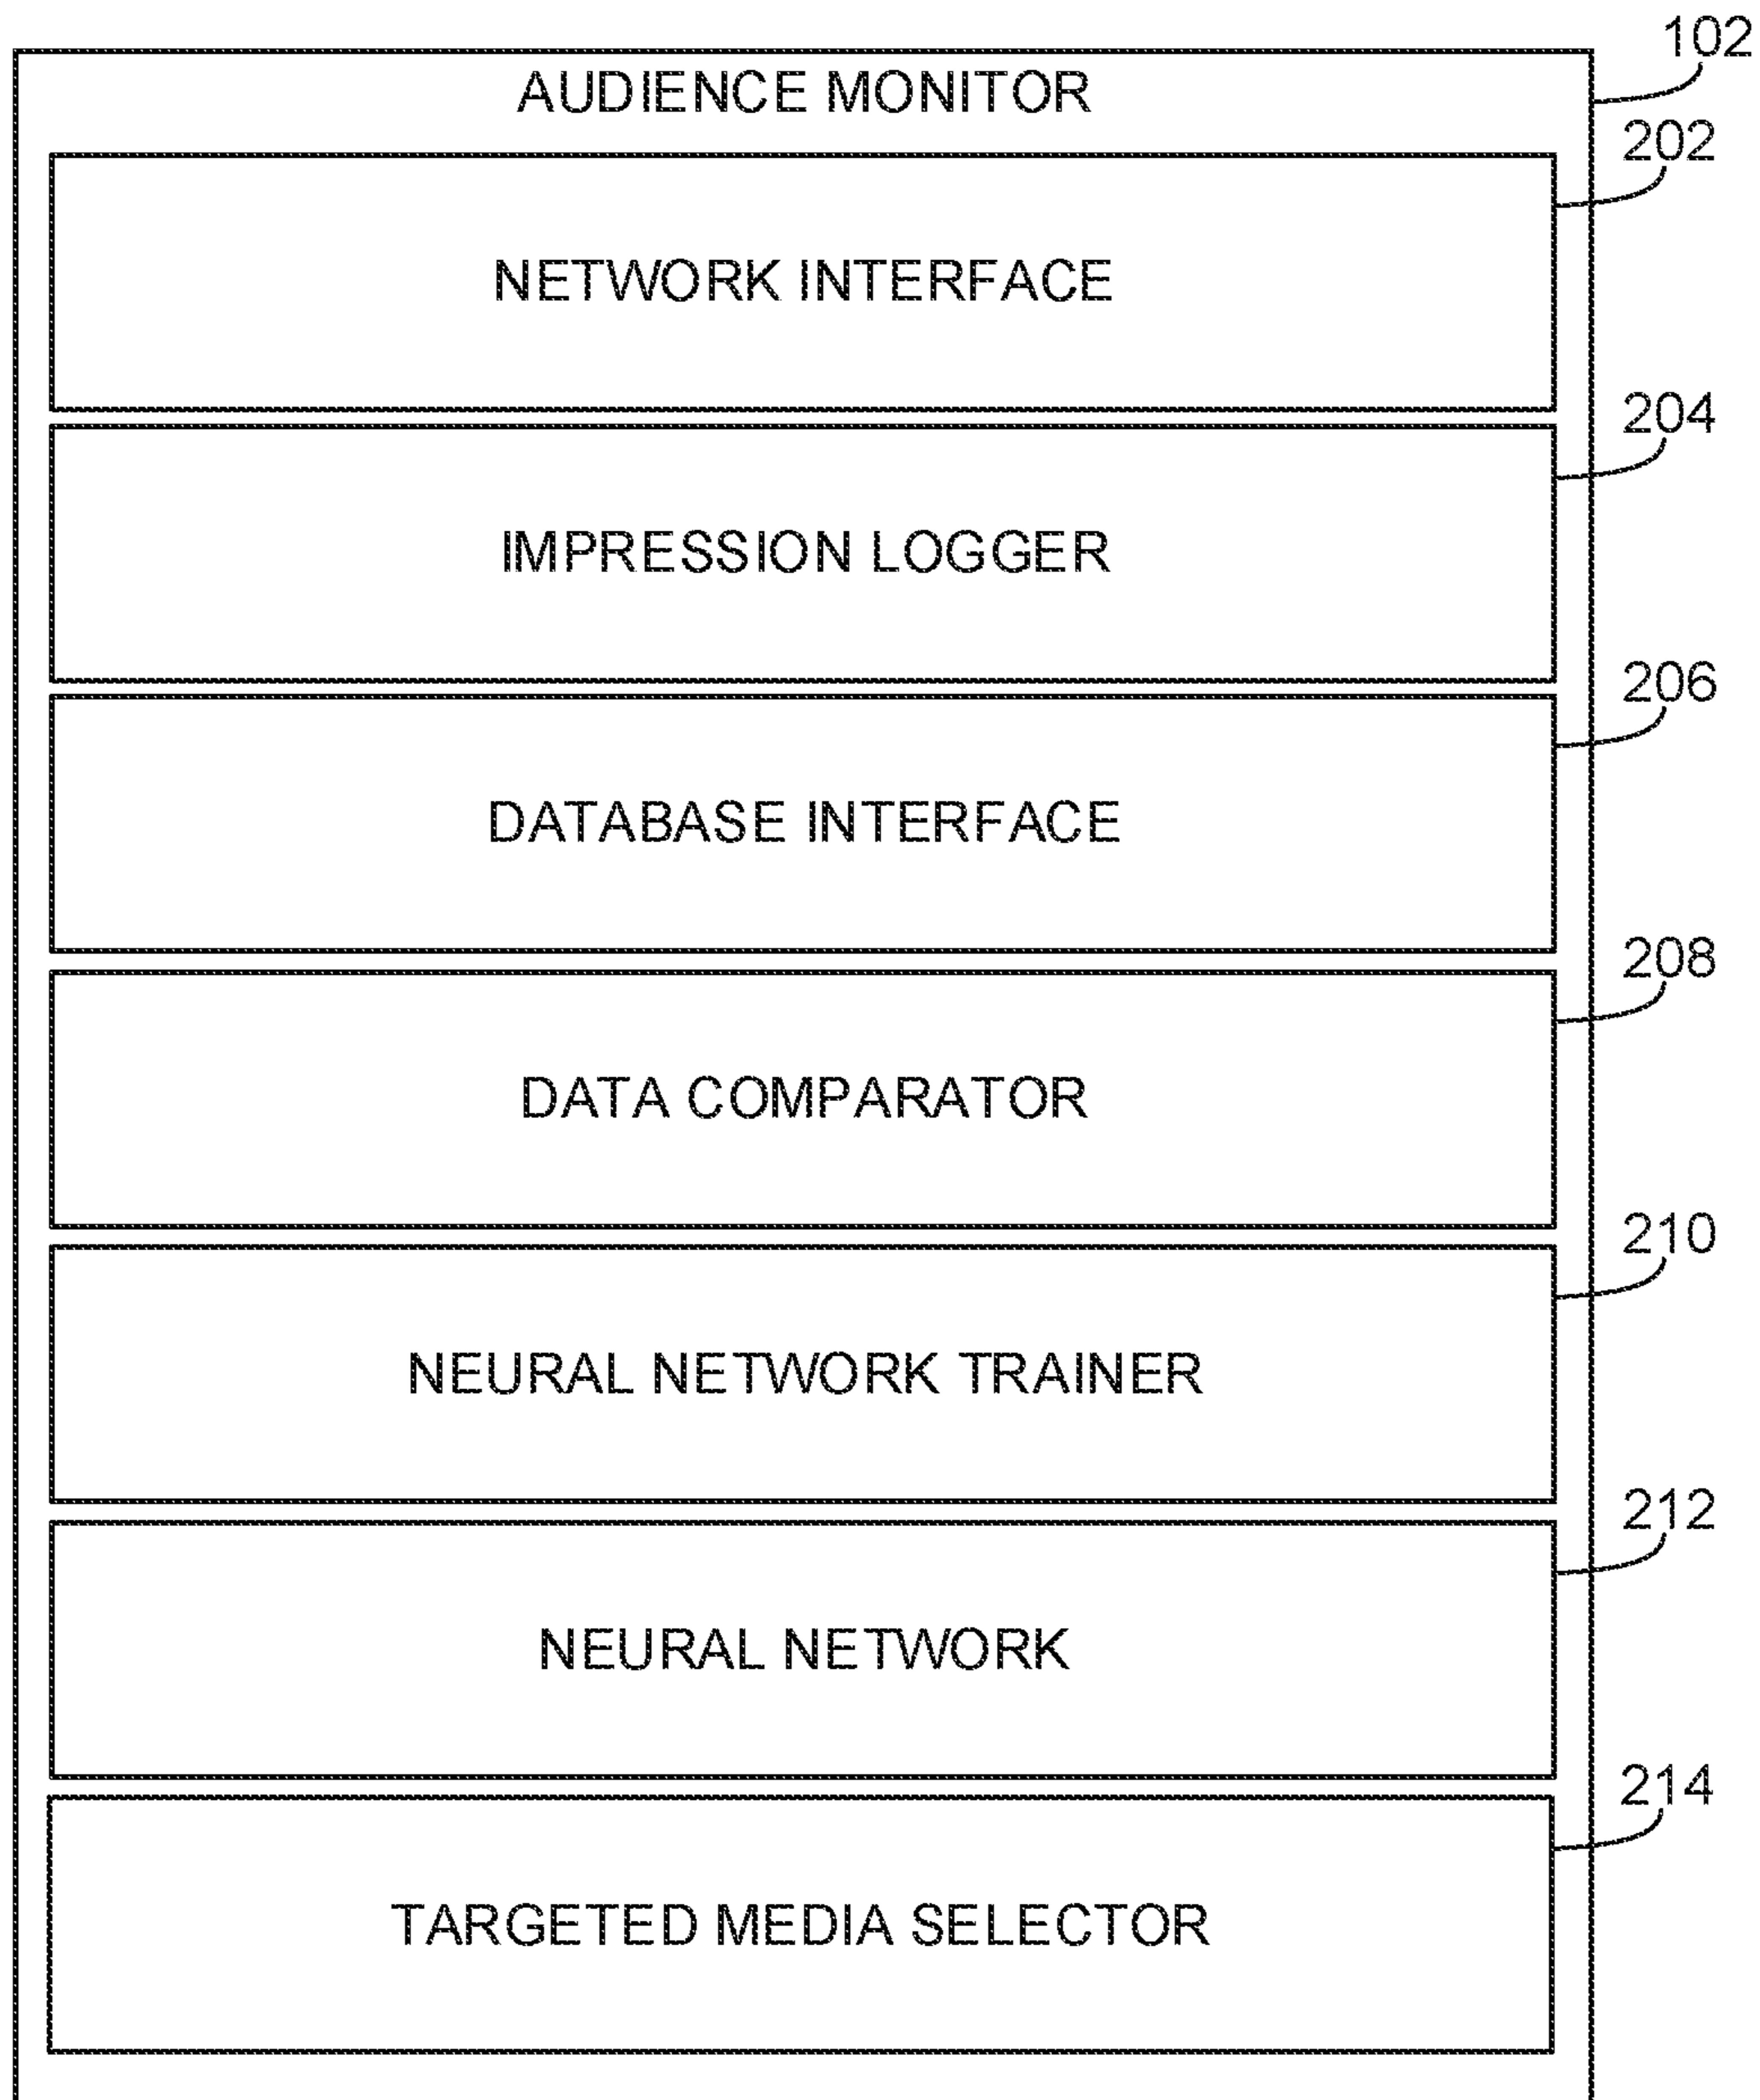 102
AUDIENCE MONITOR
202
NETWORK INTERFACE
204
IMPRESSION LOGGER
206
DATABASE INTERFACE
208
DATA COMPARATOR
210
NEURAL NETWORK TRAINER
212
NEURAL NETWORK
214
TARGETED MEDIA SELECTOR